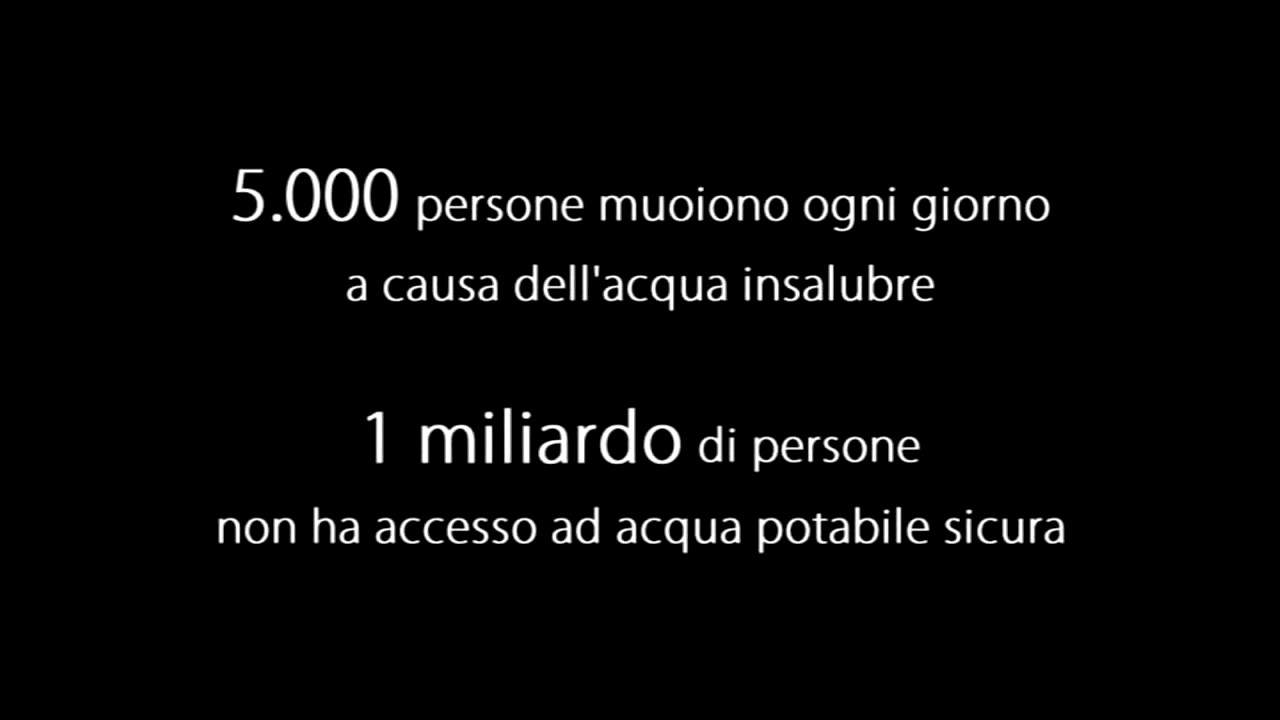 5.000 persone muoiono ogni giorno
a causa dell'acqua insalubre
1 miliardo di persone
non ha accesso ad acqua potabile sicura